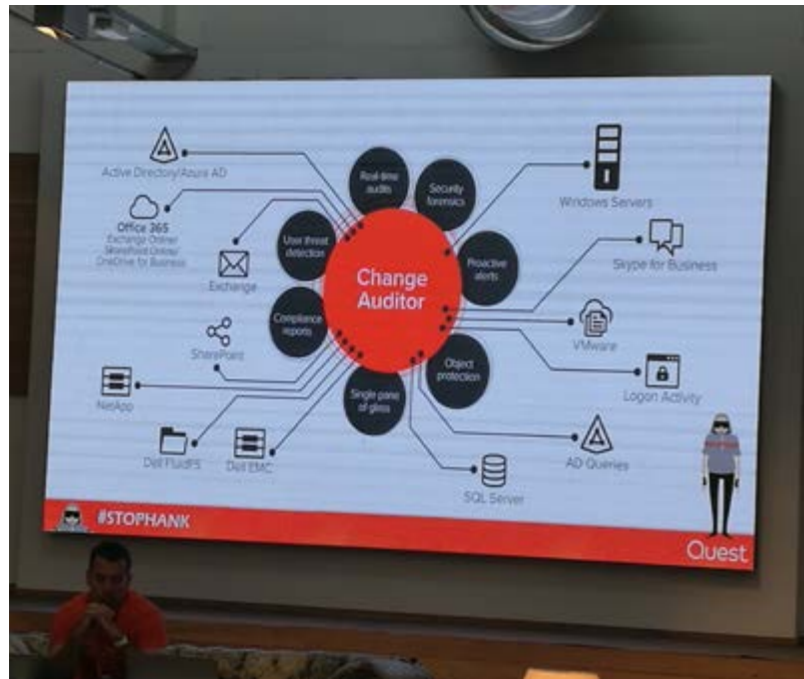 Active Directory/Azure AD
Office 365
Exchange Online/
SharePoint Online/
OneDrive for Business
Exchange
SharePoint
NetApp
Dell FluidFS
Dell EMC
Real-time
audits
Security
forensics
User threat
detection
Proactive
alerts
Change
Auditor
Compliance
reports
Object
protection
Single pane
of glass
Windows Servers
Skype for Business
VMware
Logon Activity
AD Queries
SQL Server
#STOPHANK
Quest